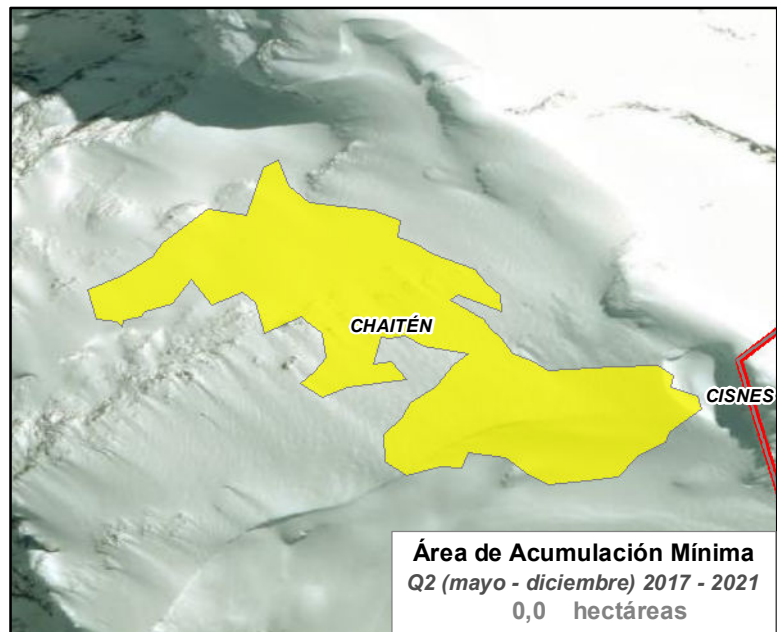 CHAITÉN
CISNES
Área de Acumulación Mínima
Q2 (mayo - diciembre) 2017 - 2021
0,0 hectáreas